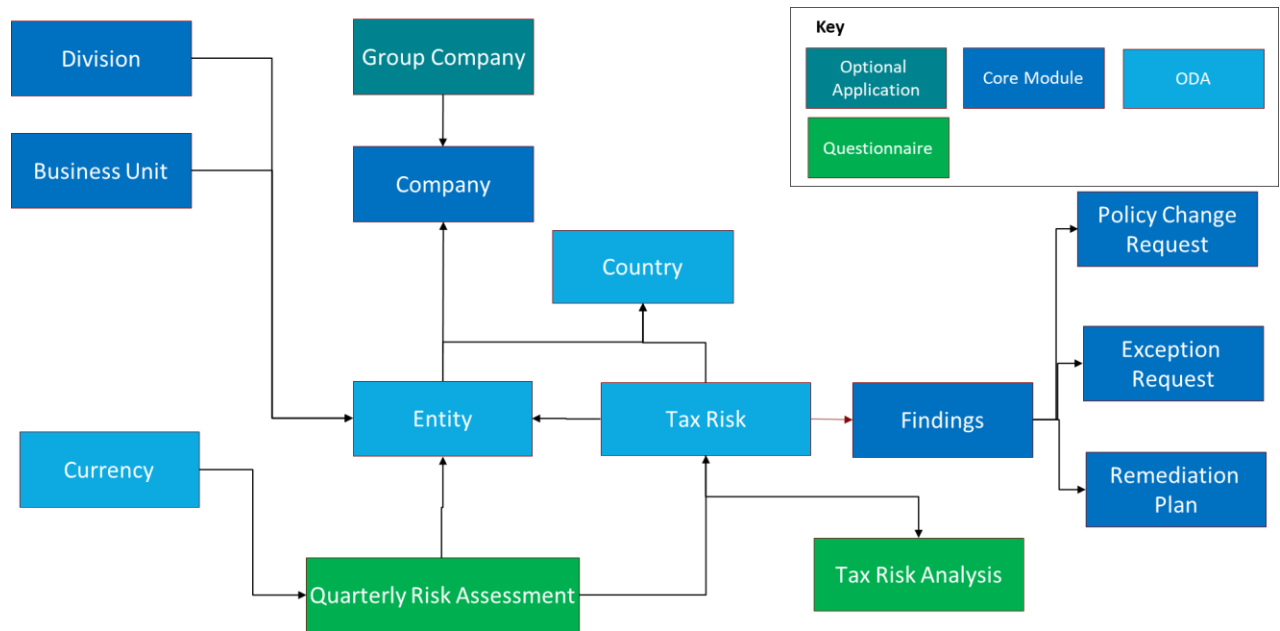 Division
Group Company
Key
Optional
Application
Core Module
ODA
Questionnaire
Business Unit
Company
Policy Change
Request
Country
Exception
Request
Entity
Tax Risk
Findings
Currency
Remediation
Plan
Quarterly Risk Assessment
Tax Risk Analysis